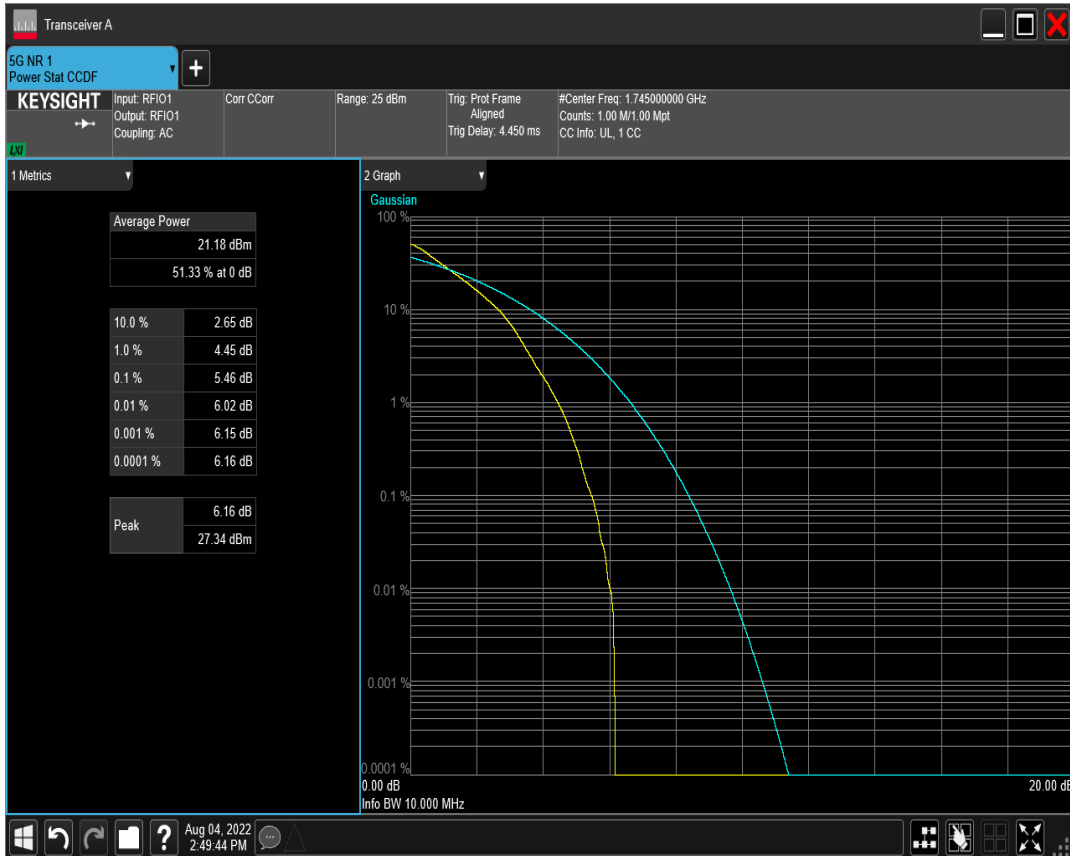 Transceiver A
5G NR 1
Power Stat CCDF
KEYSIGHT
LXI
Input: RFIO1
Output: RFIO1
Coupling: AC
Corr CCorr
Range: 25 dBm
Trig: Prot Frame
Aligned
Trig Delay: 4.450 ms
#Center Freq: 1.745000000 GHz
Counts: 1.00 M/1.00 Mpt
CC Info: UL, 1 CC
1 Metrics
Average Power
21.18 dBm
51.33 % at 0 dB
10.0 % 2.65 dB
1.0 % 4.45 dB
0.1 % 5.46 dB
0.01 % 6.02 dB
0.001 % 6.15 dB
0.0001 % 6.16 dB
Peak
6.16 dB
27.34 dBm
2 Graph
Gaussian
100 %
10 %
1 %
0.1 %
0.01 %
0.001 %
0.0001 %
0.00 dB
20.00 dB
Info BW 10.000 MHz
?
Aug 04, 2022
2:49:44 PM